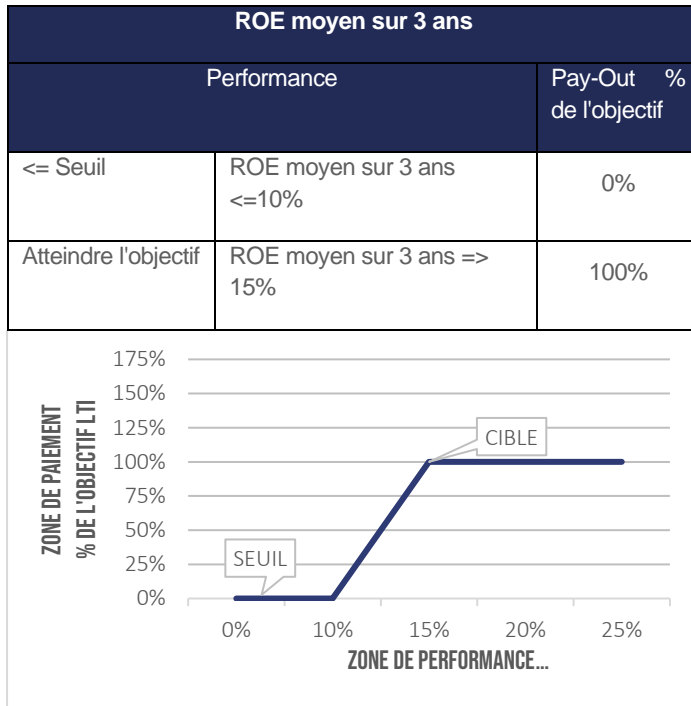 ROE moyen sur 3 ans
Performance
Pay-Out %
de l'objectif
<= Seuil
ROE moyen sur 3 ans
<=10%
0%
Atteindre l'objectif
ROE moyen sur 3 ans =>
15%
100%
175%
150%
125%
100%
75%
50%
25%
0%
ZONE DE PAIEMENT
% DE L'OBJECTIF LTI
CIBLE
SEUIL
0% 10% 15% 20% 25%
ZONE DE PERFORMANCE...